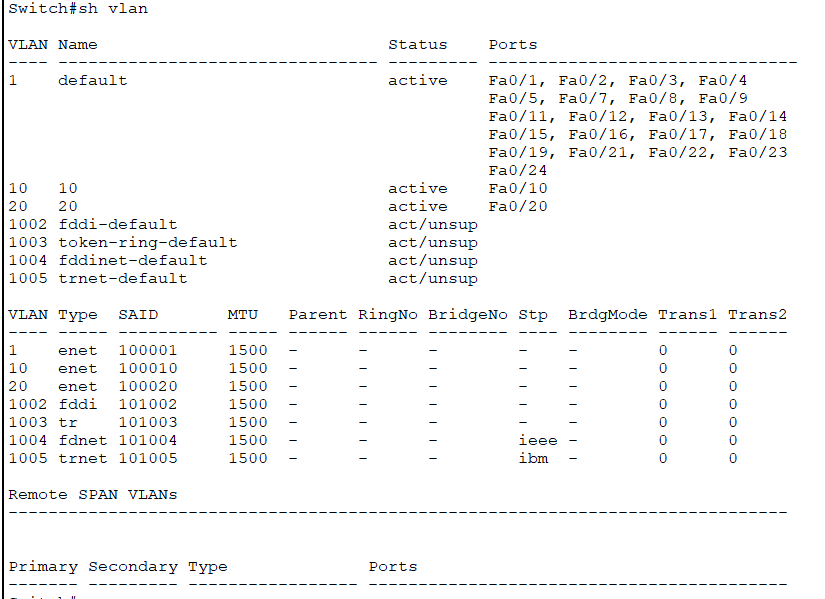 Switch#sh vlan
VLAN Name                             Status    Ports
---- -------------------------------- --------- -------------------------------
1    default                          active    Fa0/1, Fa0/2, Fa0/3, Fa0/4
                                                Fa0/5, Fa0/7, Fa0/8, Fa0/9
                                                Fa0/11, Fa0/12, Fa0/13, Fa0/14
                                                Fa0/15, Fa0/16, Fa0/17, Fa0/18
                                                Fa0/19, Fa0/21, Fa0/22, Fa0/23
                                                Fa0/24
10   10                               active    Fa0/10
20   20                               active    Fa0/20
1002 fddi-default                     act/unsup
1003 token-ring-default               act/unsup
1004 fddinet-default                  act/unsup
1005 trnet-default                    act/unsup
VLAN Type  SAID       MTU   Parent RingNo BridgeNo Stp  BrdgMode Trans1 Trans2
---- ----- ---------- ----- ------ ------ -------- ---- -------- ------ ------
1    enet  100001     1500  -      -      -        -    -        0      0
10   enet  100010     1500  -      -      -        -    -        0      0
20   enet  100020     1500  -      -      -        -    -        0      0
1002 fddi  101002     1500  -      -      -        -    -        0      0
1003 tr    101003     1500  -      -      -        -    -        0      0
1004 fdnet 101004     1500  -      -      -        ieee -        0      0
1005 trnet 101005     1500  -      -      -        ibm  -        0      0
Remote SPAN VLANs
------------------------------------------------------------------------------
Primary Secondary Type              Ports
------- --------- ----------------- ------------------------------------------